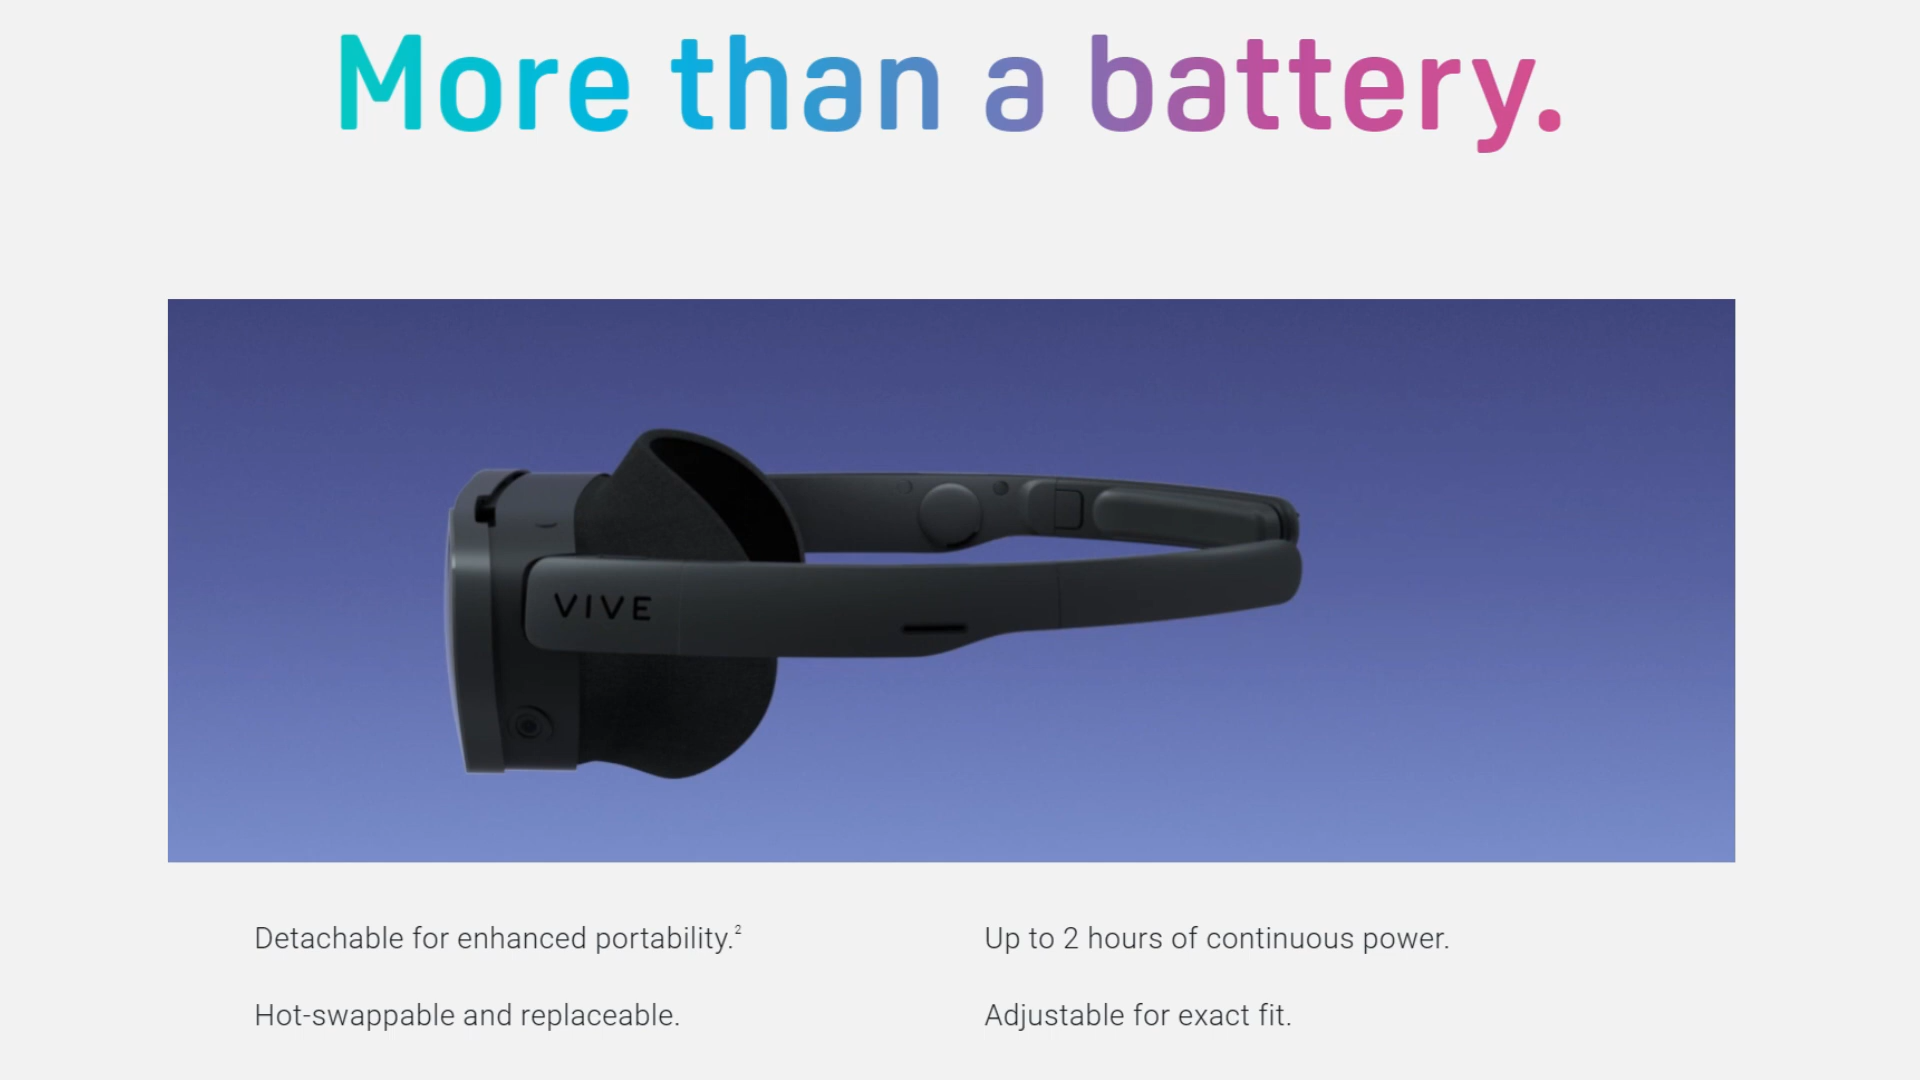 More than a battery.
VIVE
Detachable for enhanced portability.²
Up to 2 hours of continuous power.
Hot-swappable and replaceable.
Adjustable for exact fit.